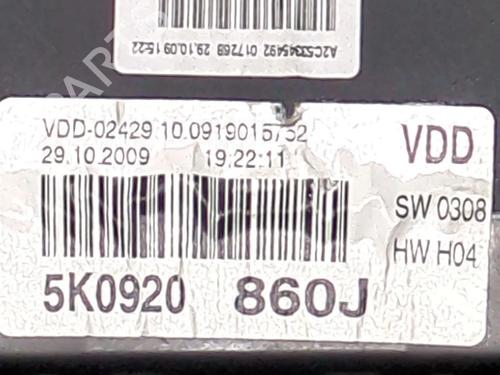 A2C53345492 017268 29.10.09 15:22
VDD-02429.10.0919015752
29.10.2009 19:22:11
VDD
SW 0308
HW H04
5K0920 860J